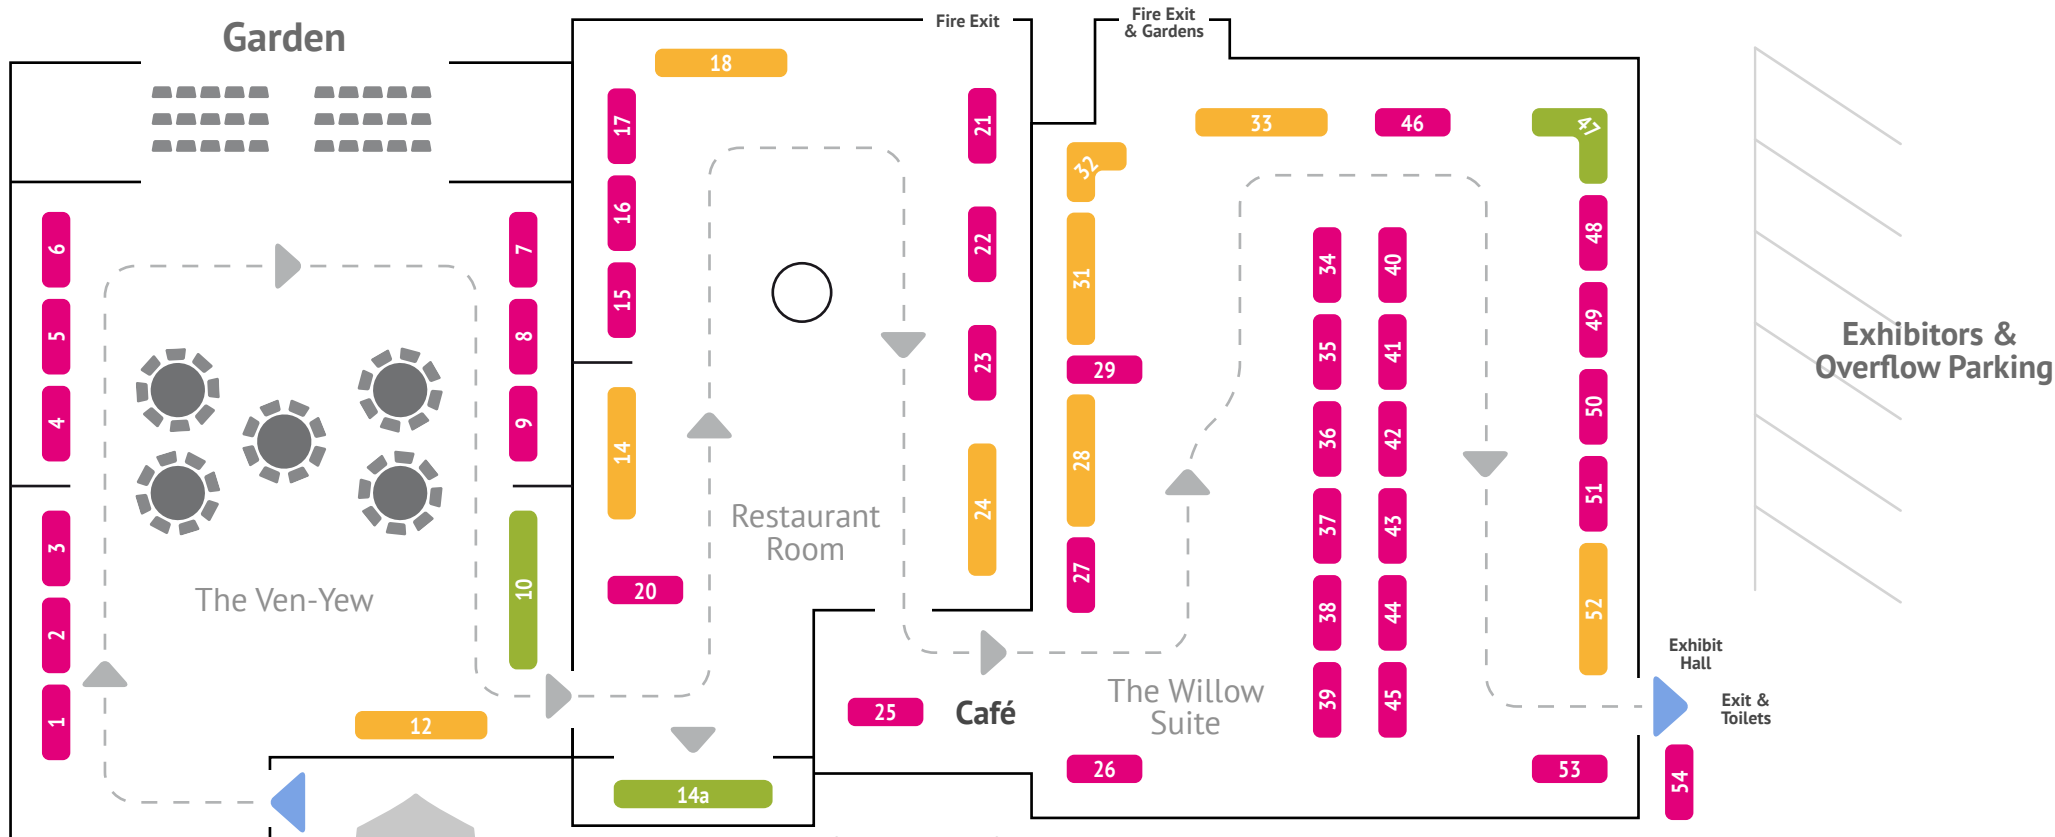 Garden
6
5
4
3
2
1
7
8
9
10
The Ven-Yew
12
Fire Exit
18
17
16
15
14
20
21
22
23
24
Restaurant
Room
14a
25
Café
Fire Exit
& Gardens
33
46
47
32
31
29
28
27
26
34
35
36
37
38
39
40
41
42
43
44
45
48
49
50
51
52
53
54
The Willow
Suite
Exhibitors &
Overflow Parking
Exhibit
Hall
Exit &
Toilets